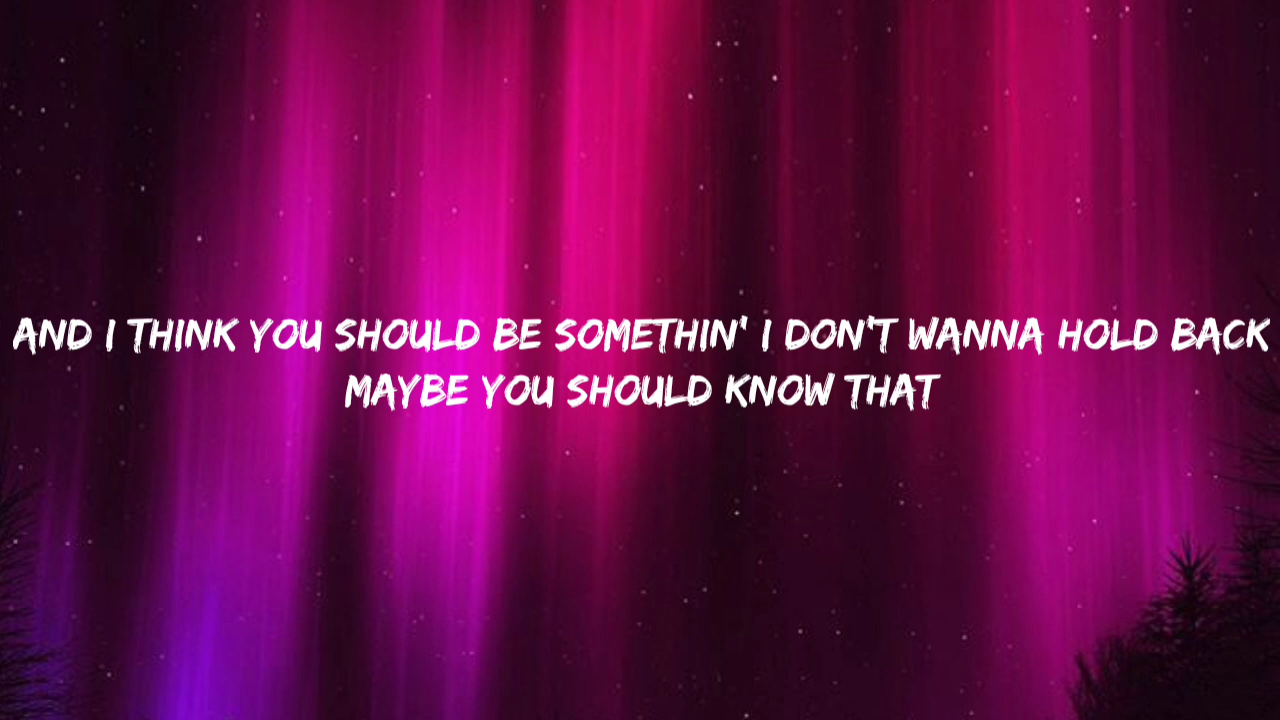 AND I THINK YOU SHOULD BE SOMETHIN' I DON'T WANNA HOLD BACK
MAYBE YOU SHOULD KNOW THAT